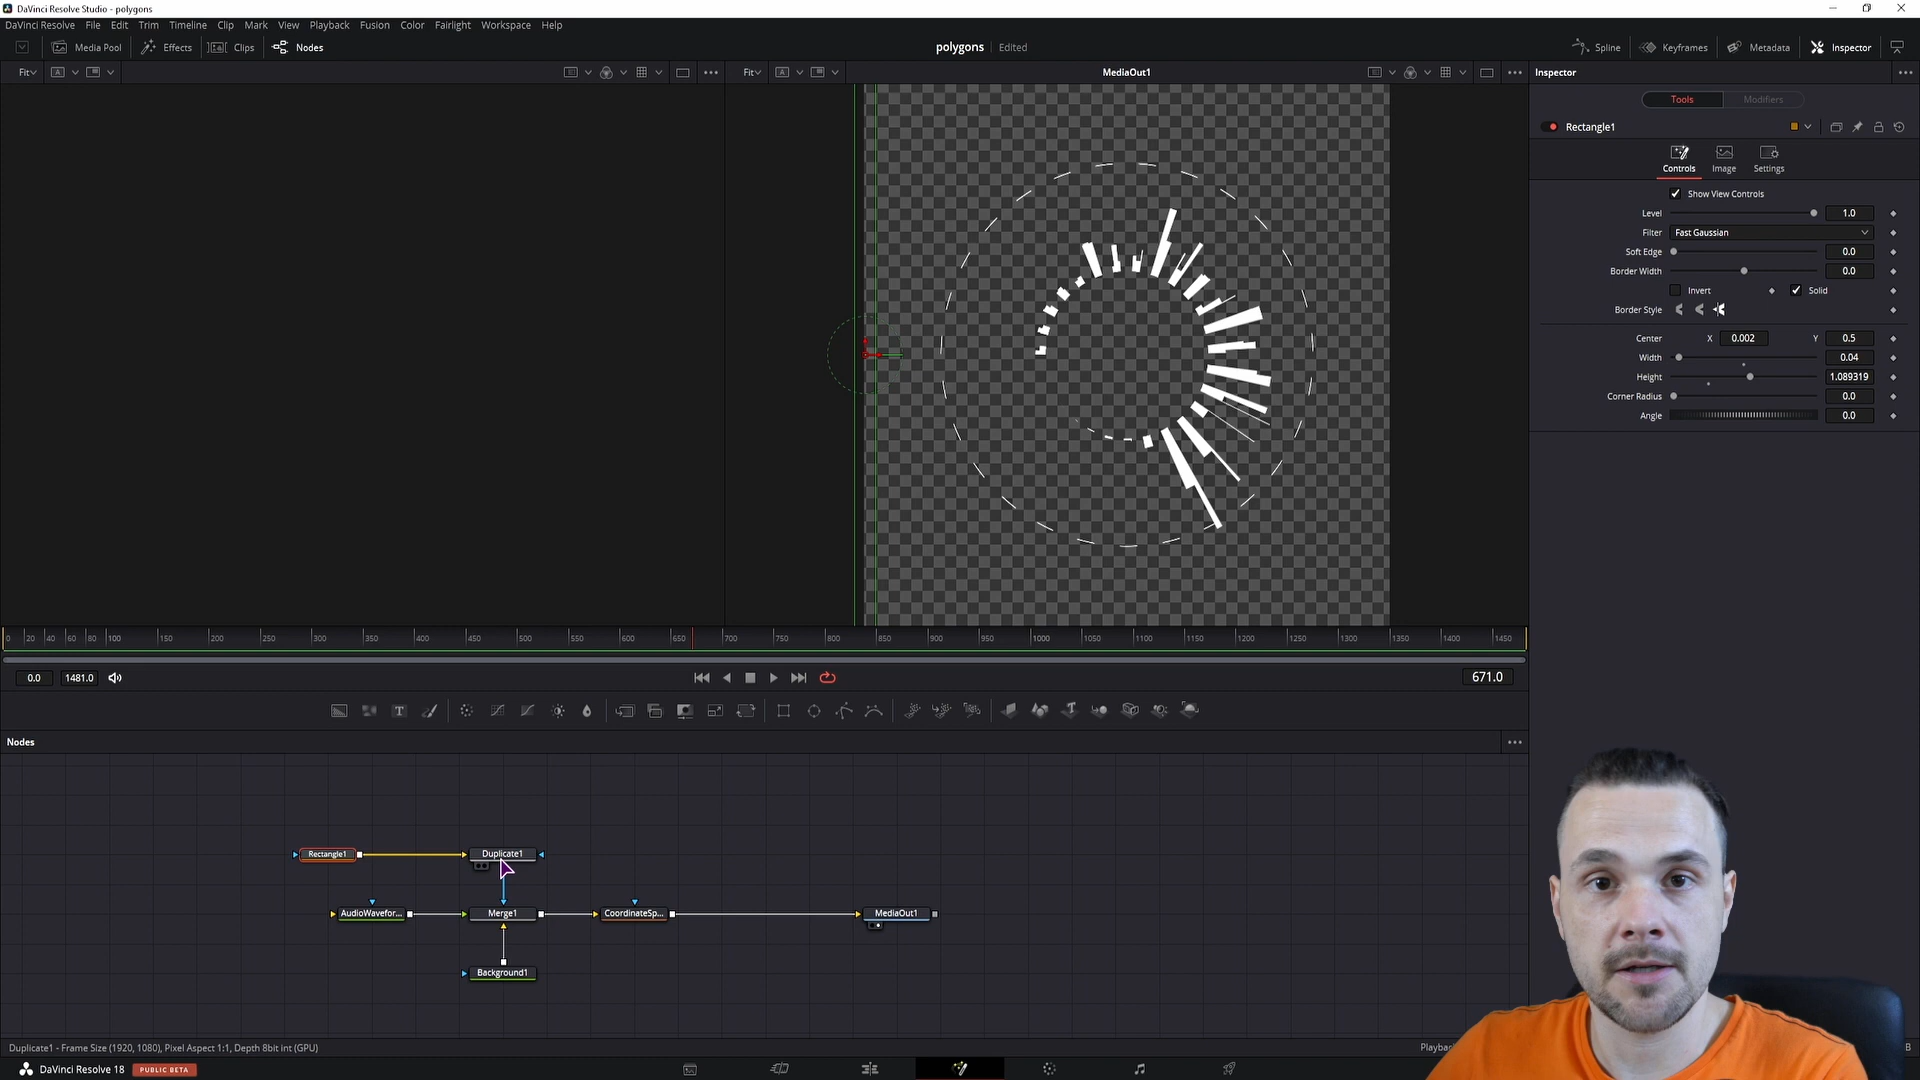 DaVinci Resolve Studio - polygons
DaVinci Resolve File Edit Trim Timeline Clip Mark View Playback Fusion Color Fairlight Workspace Help
Media Pool Effects Clips Nodes polygons Edited Spline Keyframes Metadata Inspector
Fit Fit MediaOut1 Inspector
Tools Modifiers
Rectangle1
Controls Image Settings
Show View Controls
Level 1.0
Filter Fast Gaussian
Soft Edge 0.0
Border Width 0.0
Invert Solid
Border Style
Center X 0.002 Y 0.5
Width 0.04
Height 1.089319
Corner Radius 0.0
Angle 0.0
0 20 40 60 80 100 150 200 250 300 350 400 450 500 550 600 650 700 750 800 850 900 950 1000 1050 1100 1150 1200 1250 1300 1350 1400 1450
0.0 1481.0 671.0
T
Nodes
Rectangle1 Duplicate1
AudioWavefor... Merge1 CoordinateSp... MediaOut1
Background1
Duplicate1 - Frame Size (1920, 1080), Pixel Aspect 1:1, Depth 8bit int (GPU)
DaVinci Resolve 18 PUBLIC BETA